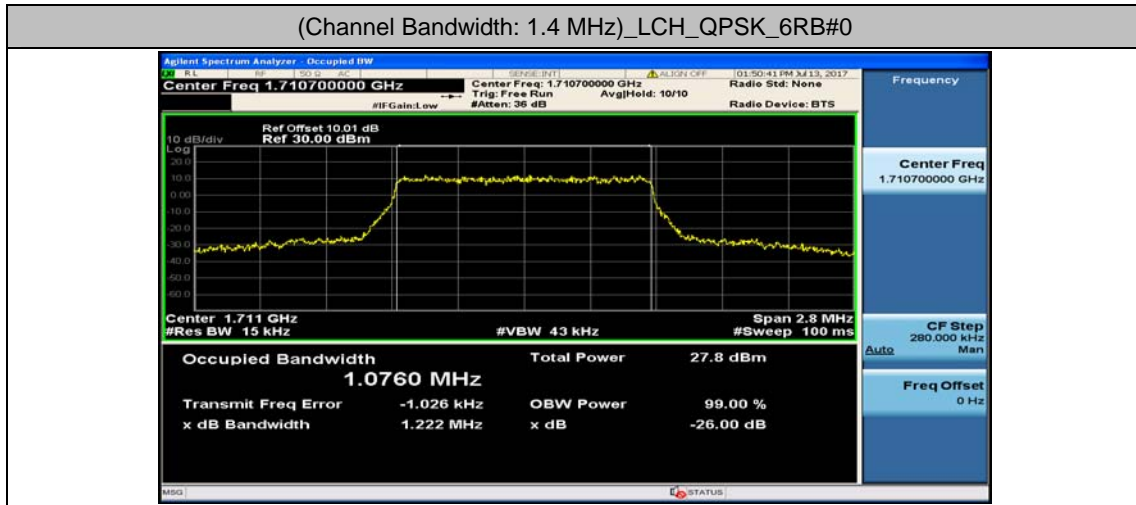 (Channel Bandwidth: 1.4 MHz)_LCH_QPSK_6RB#0
Agilent Spectrum Analyzer - Occupied BW
RL RF 50 Ω AC SENSE:INT ALIGN OFF 01:50:41 PM Jul 13, 2017
Center Freq 1.710700000 GHz
Center Freq: 1.710700000 GHz
Radio Std: None
Trig: Free Run Avg|Hold: 10/10
#IFGain:Low #Atten: 36 dB Radio Device: BTS
Ref Offset 10.01 dB
10 dB/div Ref 30.00 dBm
Log
20.0
10.0
0.00
-10.0
-20.0
-30.0
-40.0
-50.0
-60.0
Center 1.711 GHz Span 2.8 MHz
#Res BW 15 kHz #VBW 43 kHz #Sweep 100 ms
Occupied Bandwidth Total Power 27.8 dBm
1.0760 MHz
Transmit Freq Error -1.026 kHz OBW Power 99.00 %
x dB Bandwidth 1.222 MHz x dB -26.00 dB
MSG STATUS
Frequency
Center Freq
1.710700000 GHz
CF Step
280.000 kHz
Auto Man
Freq Offset
0 Hz